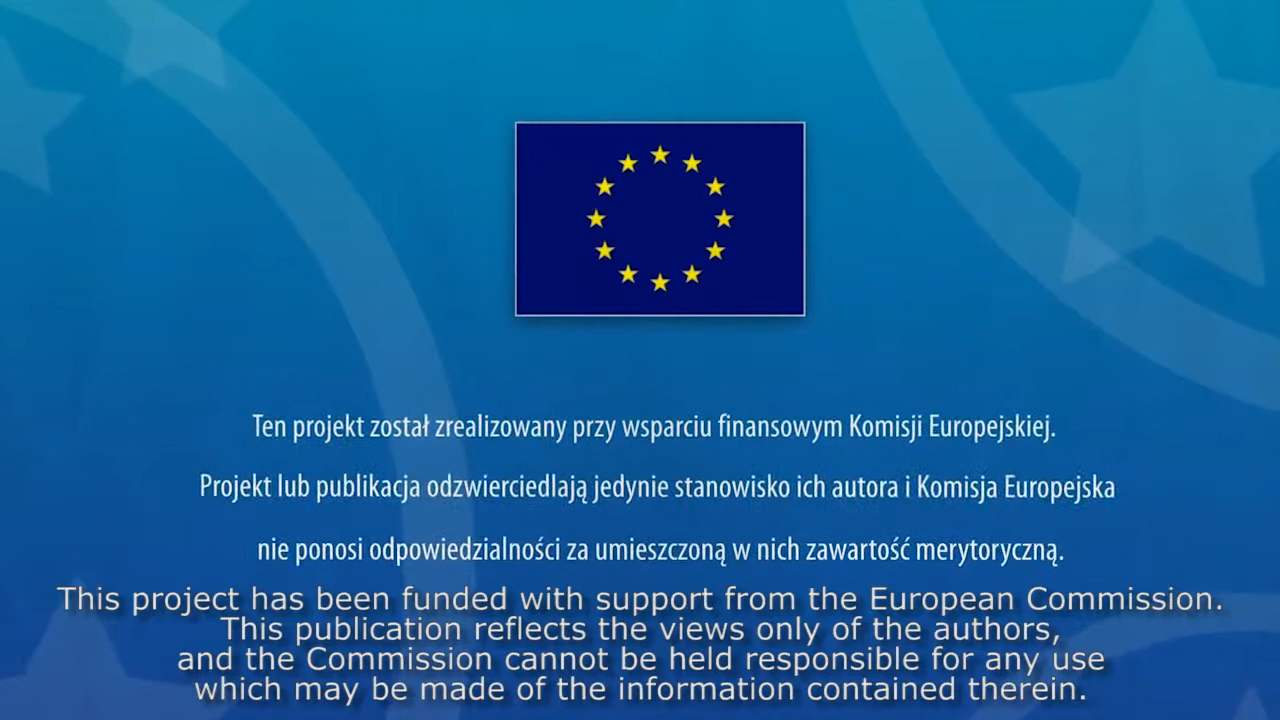 Ten projekt został zrealizowany przy wsparciu finansowym Komisji Europejskiej.
Projekt lub publikacja odzwierciedlają jedynie stanowisko ich autora i Komisja Europejska
nie ponosi odpowiedzialności za umieszczoną w nich zawartość merytoryczną.
This project has been funded with support from the European Commission.
This publication reflects the views only of the authors,
and the Commission cannot be held responsible for any use
which may be made of the information contained therein.